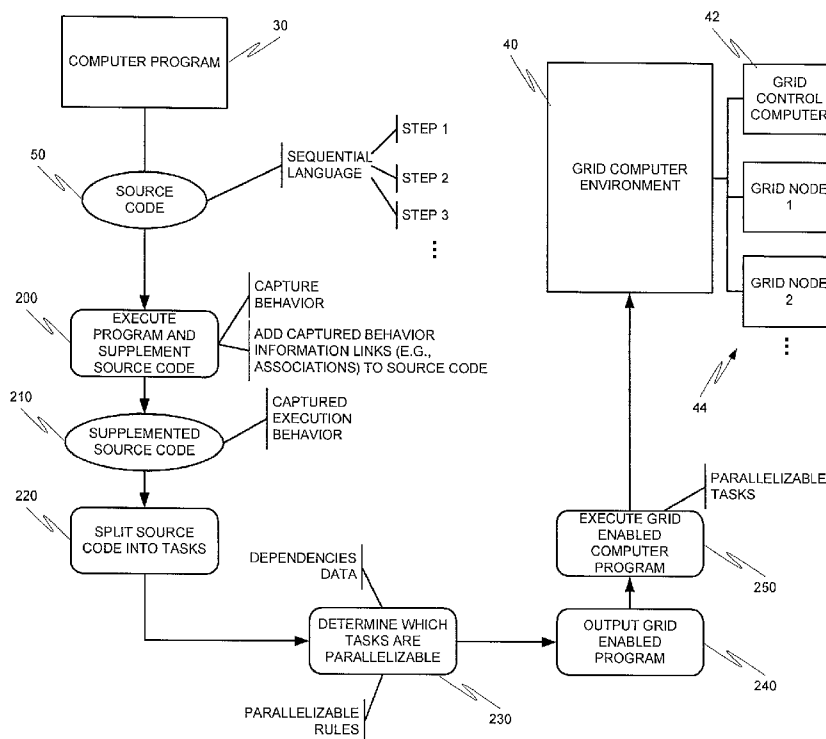 30
COMPUTER PROGRAM
50
SOURCE
CODE
SEQUENTIAL
LANGUAGE
STEP 1
STEP 2
STEP 3
...
200
EXECUTE
PROGRAM AND
SUPPLEMENT
SOURCE CODE
CAPTURE
BEHAVIOR
ADD CAPTURED BEHAVIOR
INFORMATION LINKS (E.G.,
ASSOCIATIONS) TO SOURCE CODE
210
SUPPLEMENTED
SOURCE CODE
CAPTURED
EXECUTION
BEHAVIOR
220
SPLIT SOURCE
CODE INTO TASKS
DEPENDENCIES
DATA
DETERMINE WHICH
TASKS ARE
PARALLELIZABLE
PARALLELIZABLE
RULES
230
OUTPUT GRID
ENABLED
PROGRAM
240
EXECUTE GRID
ENABLED
COMPUTER
PROGRAM
PARALLELIZABLE
TASKS
250
40
GRID COMPUTER
ENVIRONMENT
42
GRID
CONTROL
COMPUTER
GRID NODE
1
GRID NODE
2
...
44